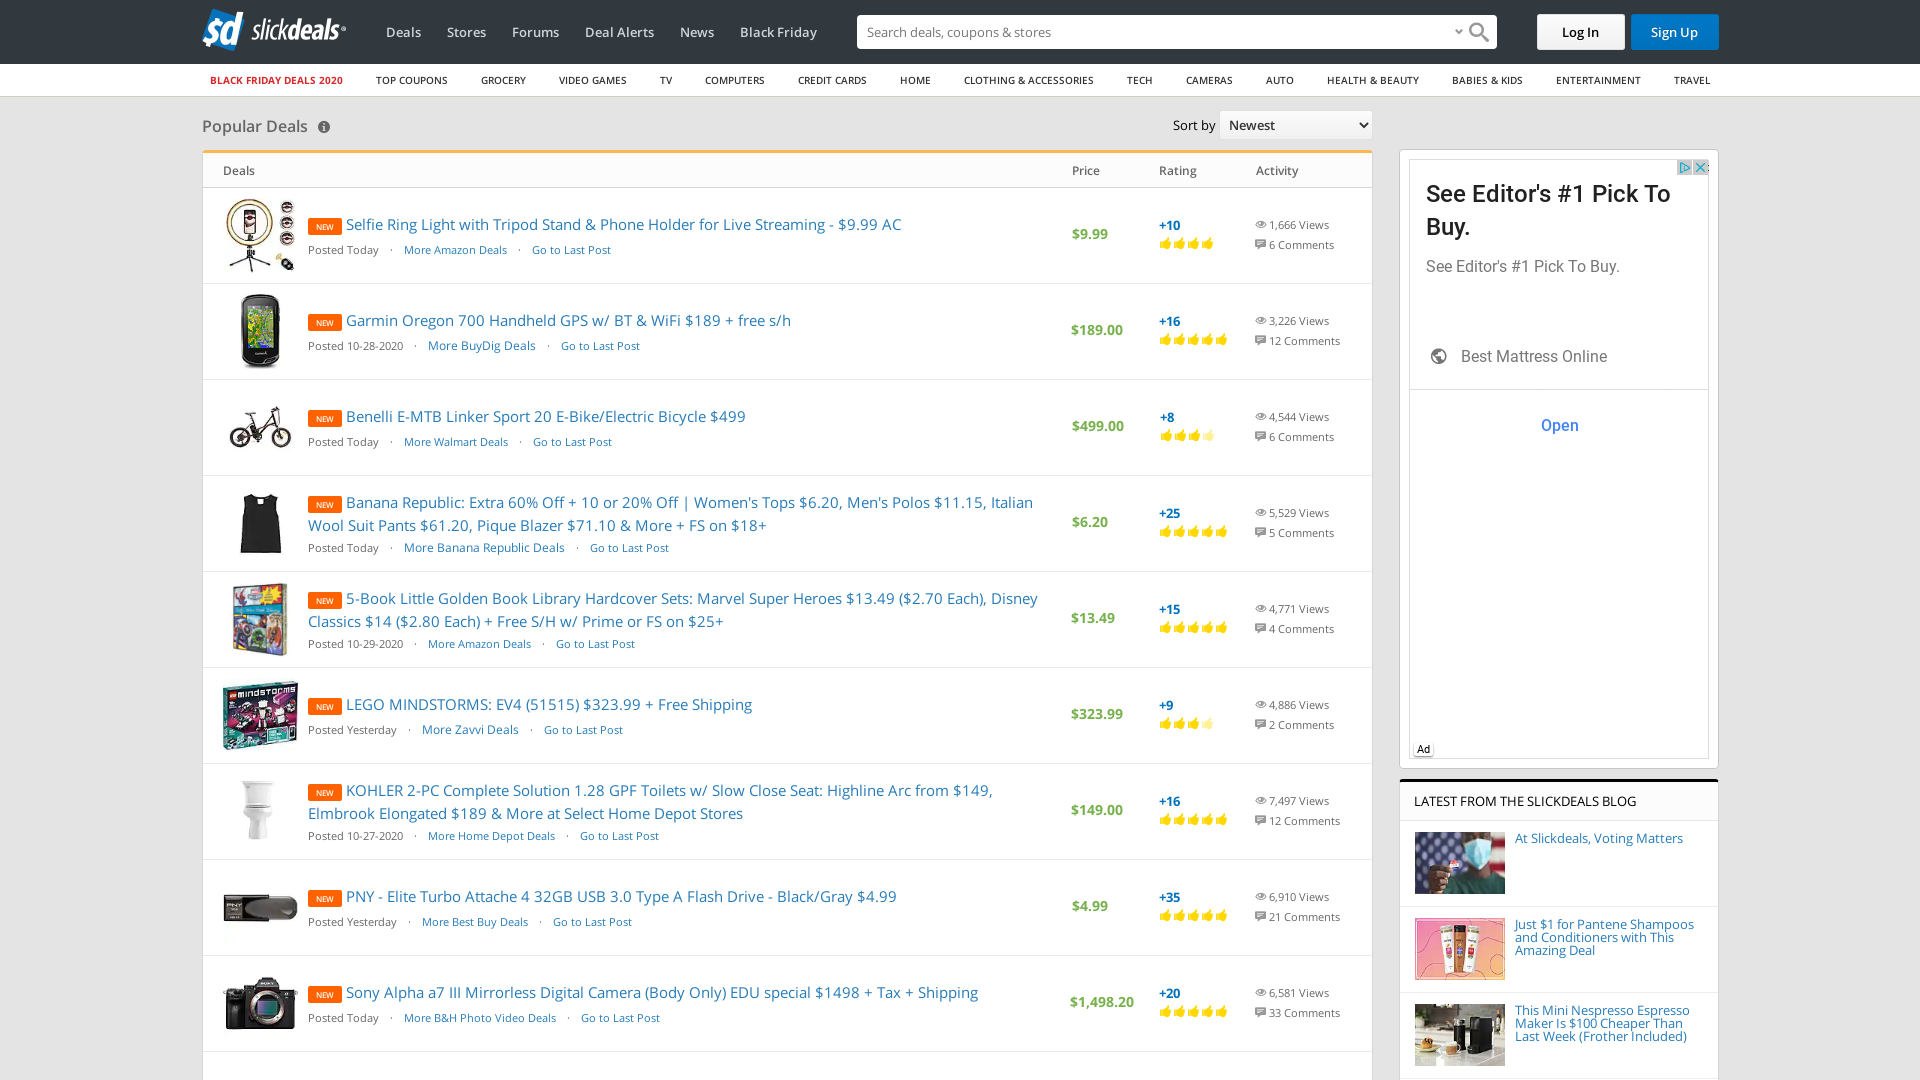 slickdeals
Deals Stores Forums Deal Alerts News Black Friday
Search deals, coupons & stores
Log In Sign Up
BLACK FRIDAY DEALS 2020 TOP COUPONS GROCERY VIDEO GAMES TV COMPUTERS CREDIT CARDS HOME CLOTHING & ACCESSORIES TECH CAMERAS AUTO HEALTH & BEAUTY BABIES & KIDS ENTERTAINMENT TRAVEL
Popular Deals
Sort by Newest
Deals Price Rating Activity
NEW Selfie Ring Light with Tripod Stand & Phone Holder for Live Streaming - $9.99 AC
Posted Today · More Amazon Deals · Go to Last Post
$9.99
+10
1,666 Views
6 Comments
NEW Garmin Oregon 700 Handheld GPS w/ BT & WiFi $189 + free s/h
Posted 10-28-2020 · More BuyDig Deals · Go to Last Post
$189.00
+16
3,226 Views
12 Comments
NEW Benelli E-MTB Linker Sport 20 E-Bike/Electric Bicycle $499
Posted Today · More Walmart Deals · Go to Last Post
$499.00
+8
4,544 Views
6 Comments
NEW Banana Republic: Extra 60% Off + 10 or 20% Off | Women's Tops $6.20, Men's Polos $11.15, Italian
Wool Suit Pants $61.20, Pique Blazer $71.10 & More + FS on $18+
Posted Today · More Banana Republic Deals · Go to Last Post
$6.20
+25
5,529 Views
5 Comments
NEW 5-Book Little Golden Book Library Hardcover Sets: Marvel Super Heroes $13.49 ($2.70 Each), Disney
Classics $14 ($2.80 Each) + Free S/H w/ Prime or FS on $25+
Posted 10-29-2020 · More Amazon Deals · Go to Last Post
$13.49
+15
4,771 Views
4 Comments
NEW LEGO MINDSTORMS: EV4 (51515) $323.99 + Free Shipping
Posted Yesterday · More Zavvi Deals · Go to Last Post
$323.99
+9
4,886 Views
2 Comments
NEW KOHLER 2-PC Complete Solution 1.28 GPF Toilets w/ Slow Close Seat: Highline Arc from $149,
Elmbrook Elongated $189 & More at Select Home Depot Stores
Posted 10-27-2020 · More Home Depot Deals · Go to Last Post
$149.00
+16
7,497 Views
12 Comments
NEW PNY - Elite Turbo Attache 4 32GB USB 3.0 Type A Flash Drive - Black/Gray $4.99
Posted Yesterday · More Best Buy Deals · Go to Last Post
$4.99
+35
6,910 Views
21 Comments
NEW Sony Alpha a7 III Mirrorless Digital Camera (Body Only) EDU special $1498 + Tax + Shipping
Posted Today · More B&H Photo Video Deals · Go to Last Post
$1,498.20
+20
6,581 Views
33 Comments
See Editor's #1 Pick To
Buy.
See Editor's #1 Pick To Buy.
Best Mattress Online
Open
Ad
LATEST FROM THE SLICKDEALS BLOG
At Slickdeals, Voting Matters
Just $1 for Pantene Shampoos
and Conditioners with This
Amazing Deal
This Mini Nespresso Espresso
Maker Is $100 Cheaper Than
Last Week (Frother Included)